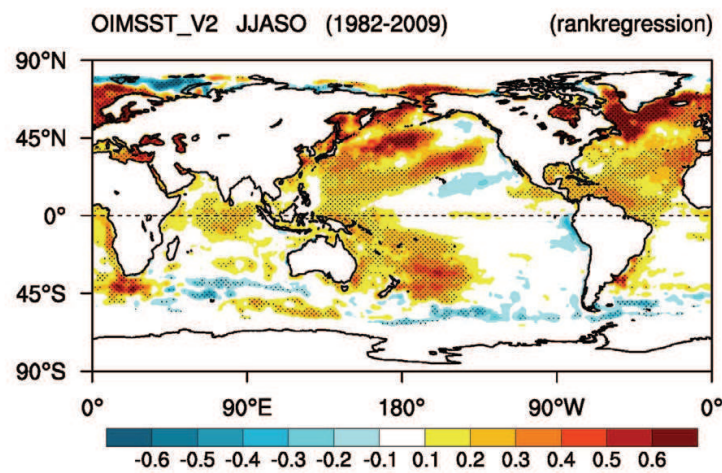 OIMSST_V2 JJASO (1982-2009) (rankregression)
90°N
45°N
0°
45°S
90°S
0° 90°E 180° 90°W 0°
-0.6 -0.5 -0.4 -0.3 -0.2 -0.1 0.1 0.2 0.3 0.4 0.5 0.6